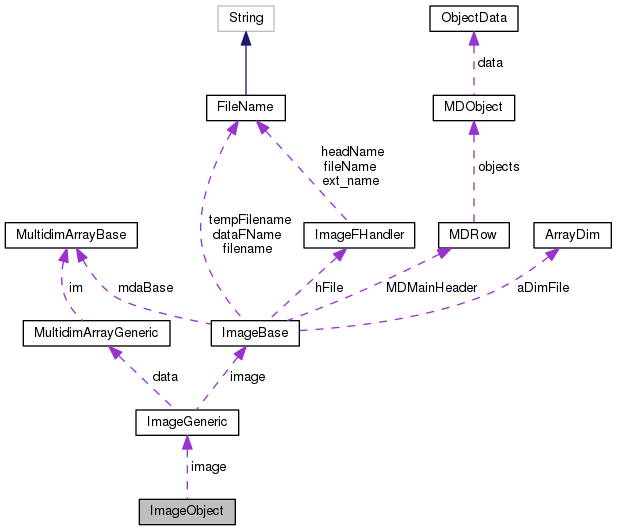 String
ObjectData
data
FileName
MDObject
headName
fileName
ext_name
objects
tempFilename
dataFName
filename
MultidimArrayBase
ImageFHandler
MDRow
ArrayDim
im
mdaBase
hFile
MDMainHeader
aDimFile
MultidimArrayGeneric
ImageBase
data
image
ImageGeneric
image
ImageObject